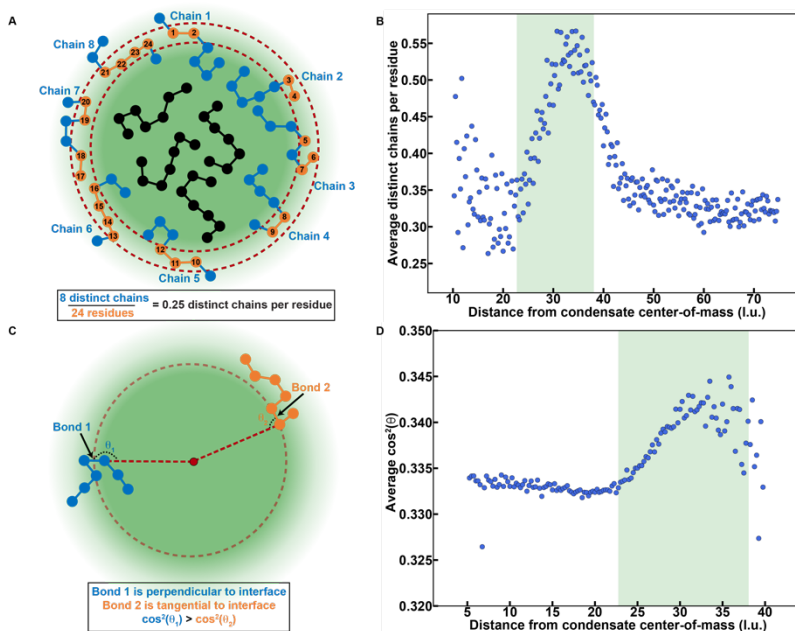 A
Chain 1
Chain 8
Chain 2
Chain 7
Chain 3
Chain 6
Chain 4
Chain 5
1 2
3
4
5
6
7
8
9
10
11
12
13
14
15
16
17
18
19
20
21
22
23
24
8 distinct chains
24 residues
= 0.25 distinct chains per residue
B
Average distinct chains per residue
0.55
0.50
0.45
0.40
0.35
0.30
0.25
10 20 30 40 50 60 70
Distance from condensate center-of-mass (l.u.)
C
Bond 2
Bond 1
θ1
θ2
Bond 1 is perpendicular to interface
Bond 2 is tangential to interface
cos²(θ1) > cos²(θ2)
D
Average cos²(θ)
0.350
0.345
0.340
0.335
0.330
0.325
0.320
5 10 15 20 25 30 35 40
Distance from condensate center-of-mass (l.u.)